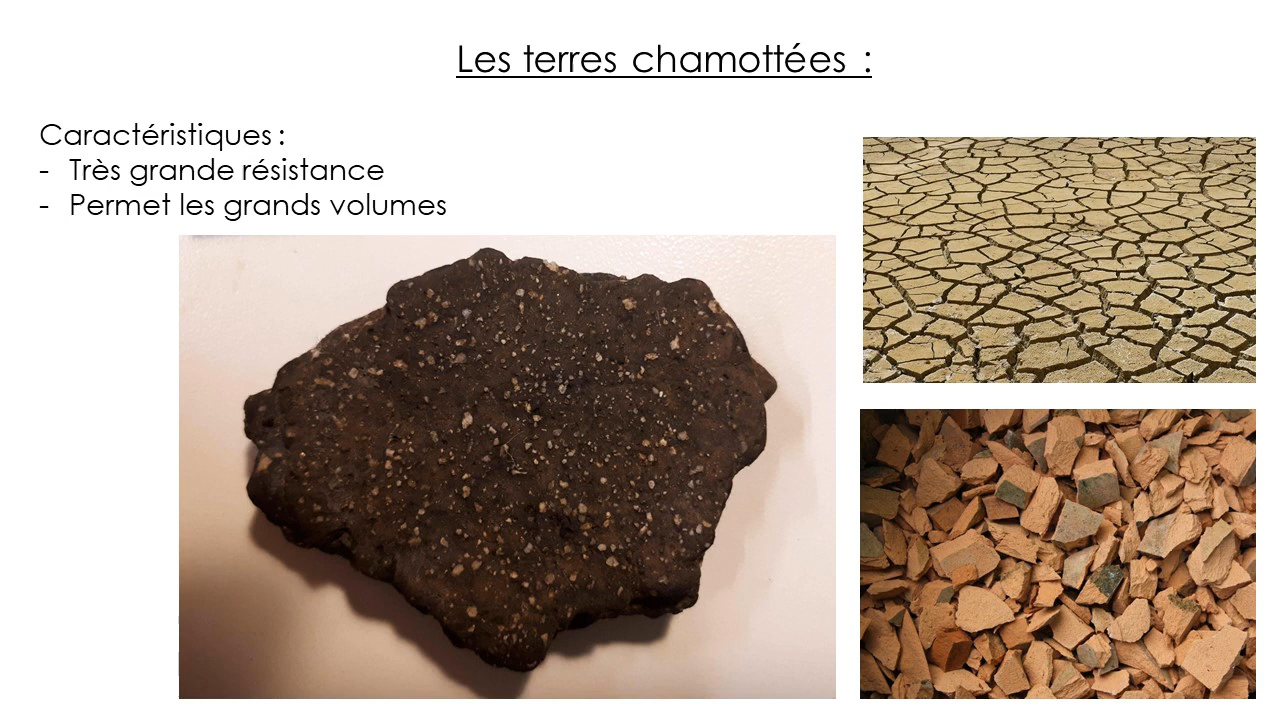 Les terres chamottées :
Caractéristiques :
- Très grande résistance
- Permet les grands volumes